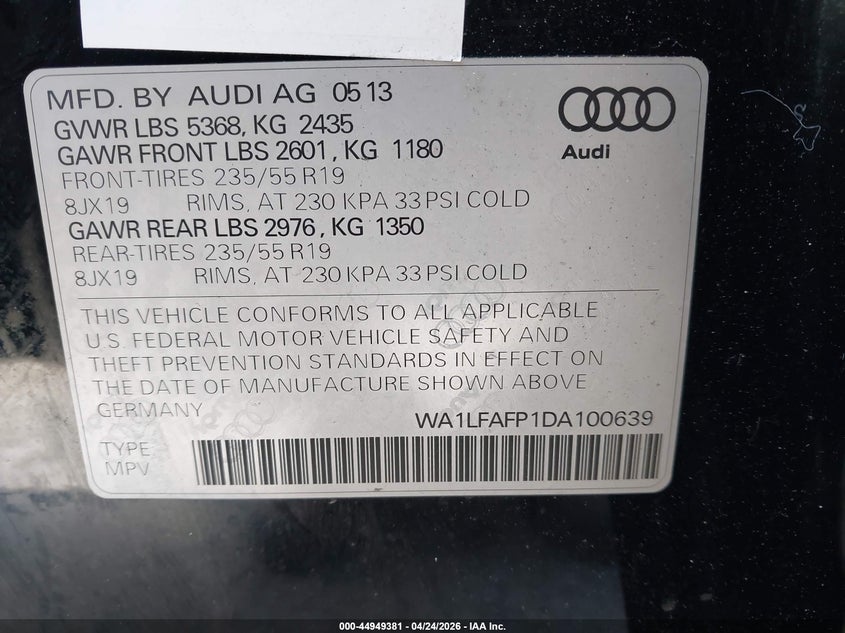 MFD. BY AUDI AG 05 13
GVWR LBS 5368, KG 2435
GAWR FRONT LBS 2601, KG 1180
FRONT-TIRES 235/55 R19
8JX19 RIMS, AT 230 KPA 33 PSI COLD
GAWR REAR LBS 2976, KG 1350
REAR-TIRES 235/55 R19
8JX19 RIMS, AT 230 KPA 33 PSI COLD
Audi
THIS VEHICLE CONFORMS TO ALL APPLICABLE
U.S. FEDERAL MOTOR VEHICLE SAFETY AND
THEFT PREVENTION STANDARDS IN EFFECT ON
THE DATE OF MANUFACTURE SHOWN ABOVE
GERMANY
WA1LFAFP1DA100639
TYPE
MPV
000-44949381 - 04/24/2026 - IAA Inc.